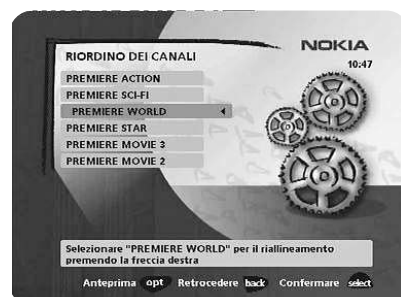 NOKIA
RIORDINO DEI CANALI
10:47
PREMIERE ACTION
PREMIERE SCI-FI
PREMIERE WORLD
PREMIERE STAR
PREMIERE MOVIE 3
PREMIERE MOVIE 2
Selezionare "PREMIERE WORLD" per il riallineamento
premendo la freccia destra
Anteprima opt Retrocedere back Confermare select